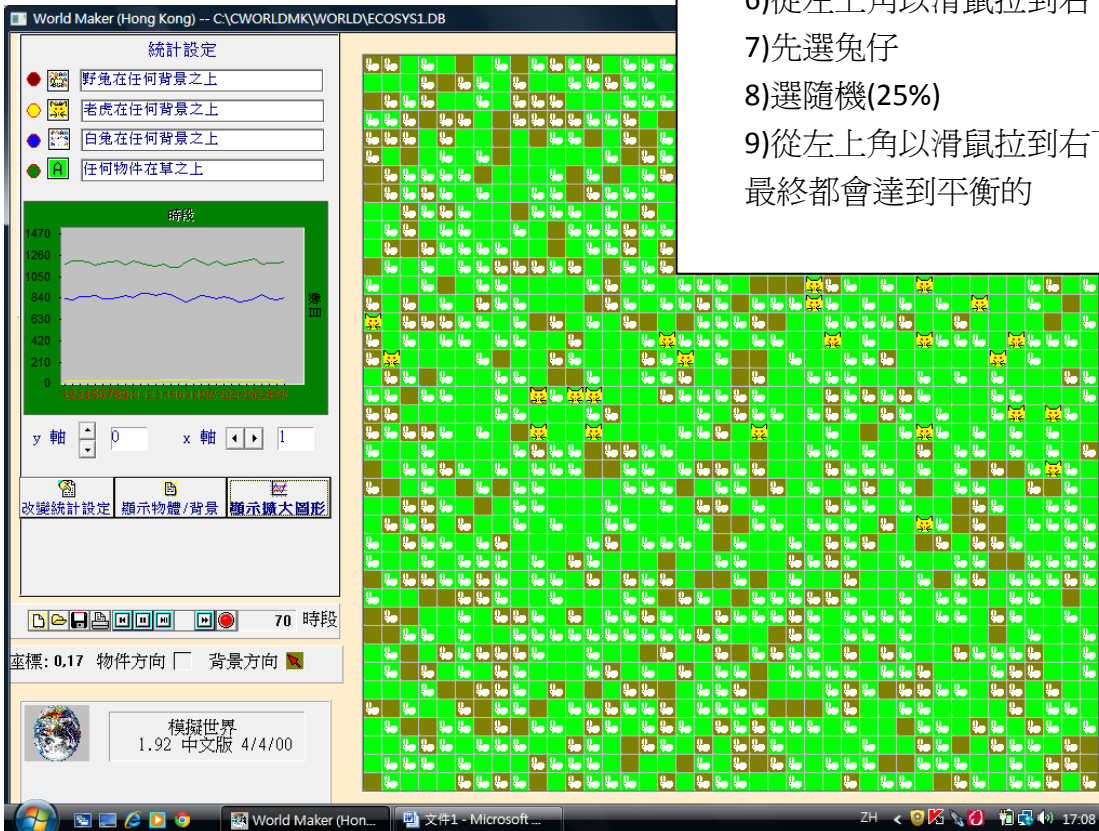 World Maker (Hong Kong) -- C:\CWORLDMK\WORLD\ECOSYS1.DB
統計設定
野兔在任何背景之上
老虎在任何背景之上
白兔在任何背景之上
A 任何物件在草之上
時段
1470
1260
1050
840
630
420
210
0
數目
y 軸 0 x 軸 1
改變統計設定 顯示物體/背景 顯示擴大圖形
70 時段
座標: 0,17 物件方向 背景方向
模擬世界
1.92 中文版 4/4/00
7)先選兔仔
8)選隨機(25%)
9)從左上角以滑鼠拉到右下
最終都會達到平衡的
World Maker (Hon... 文件1 - Microsoft ... ZH 17:08